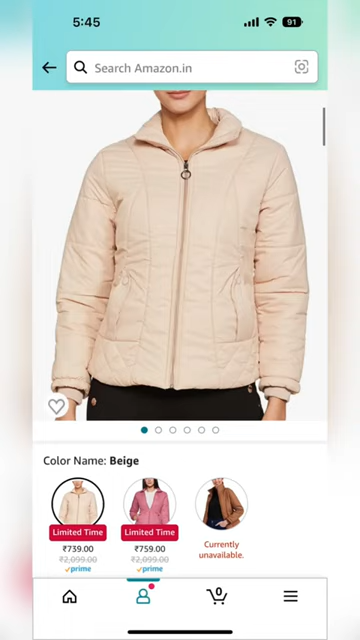 5:45
91
Search Amazon.in
Color Name: Beige
Limited Time
Limited Time
₹739.00
₹759.00
Currently
unavailable.
₹2,099.00
₹2,099.00
prime
prime
0